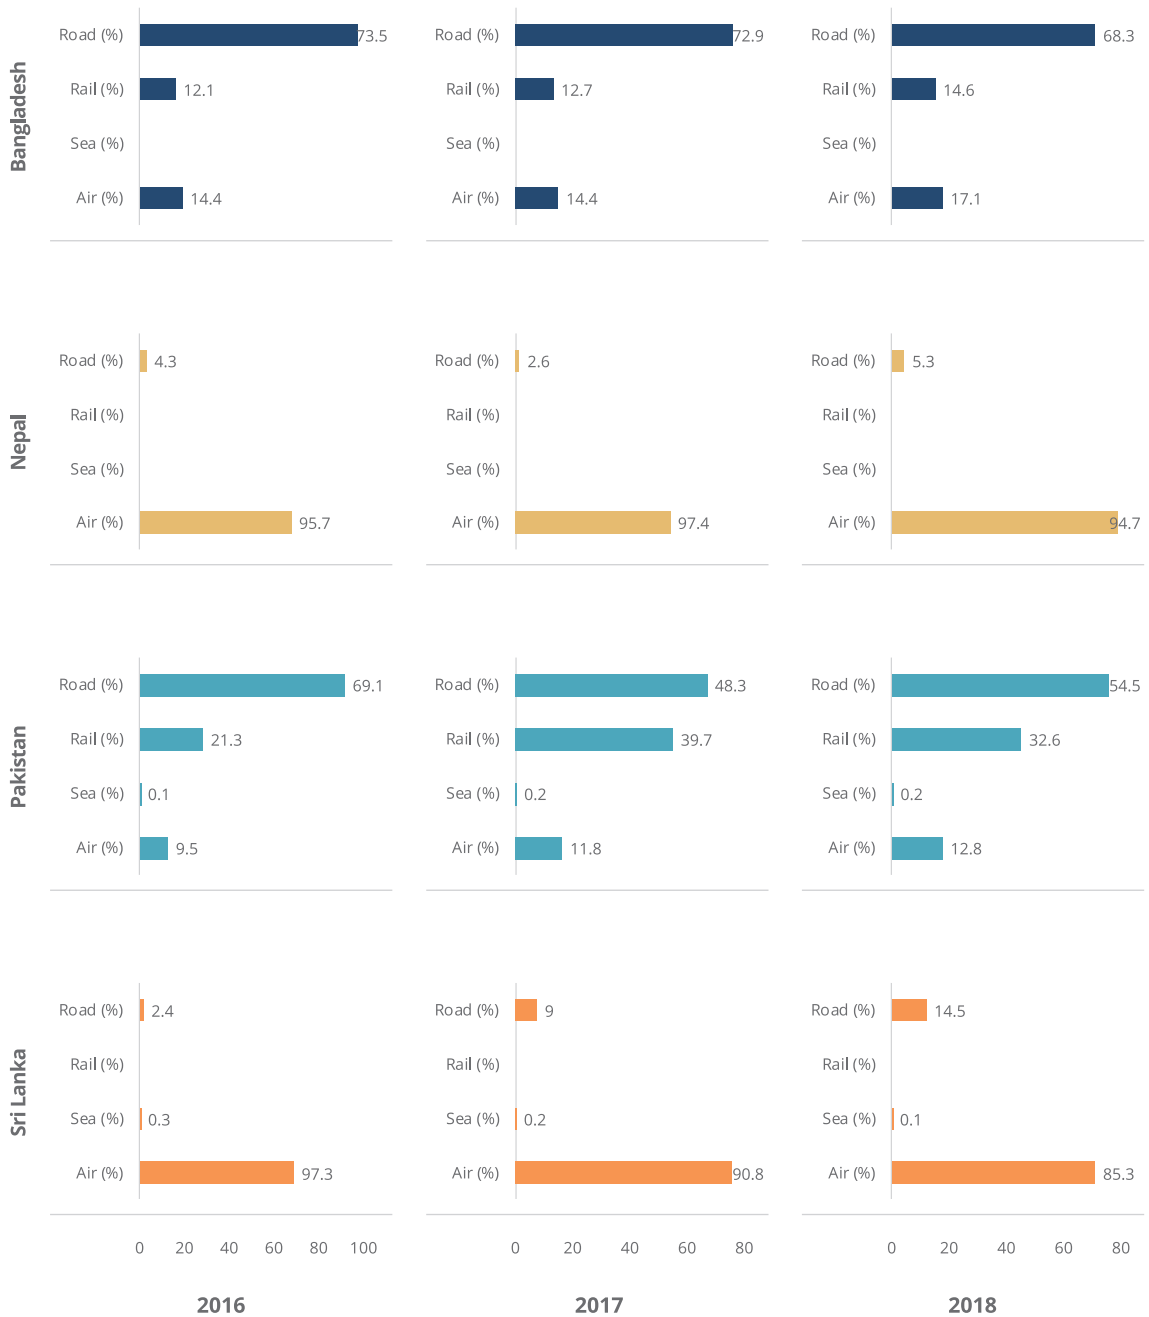 Bangladesh
Road (%) 73.5 Road (%) 72.9 Road (%) 68.3
Rail (%) 12.1 Rail (%) 12.7 Rail (%) 14.6
Sea (%) Sea (%) Sea (%)
Air (%) 14.4 Air (%) 14.4 Air (%) 17.1
Nepal
Road (%) 4.3 Road (%) 2.6 Road (%) 5.3
Rail (%) Rail (%) Rail (%)
Sea (%) Sea (%) Sea (%)
Air (%) 95.7 Air (%) 97.4 Air (%) 94.7
Pakistan
Road (%) 69.1 Road (%) 48.3 Road (%) 54.5
Rail (%) 21.3 Rail (%) 39.7 Rail (%) 32.6
Sea (%) 0.1 Sea (%) 0.2 Sea (%) 0.2
Air (%) 9.5 Air (%) 11.8 Air (%) 12.8
Sri Lanka
Road (%) 2.4 Road (%) 9 Road (%) 14.5
Rail (%) Rail (%) Rail (%)
Sea (%) 0.3 Sea (%) 0.2 Sea (%) 0.1
Air (%) 97.3 Air (%) 90.8 Air (%) 85.3
0 20 40 60 80 100 0 20 40 60 80 0 20 40 60 80
2016 2017 2018